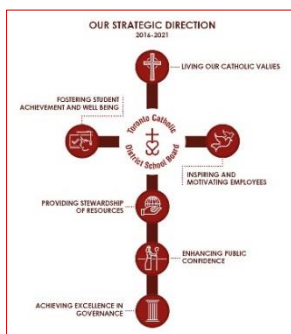 OUR STRATEGIC DIRECTION
2016-2021
LIVING OUR CATHOLIC VALUES
FOSTERING STUDENT
ACHIEVEMENT AND WELL BEING
Toronto Catholic
District School Board
INSPIRING AND
MOTIVATING EMPLOYEES
PROVIDING STEWARDSHIP
OF RESOURCES
ENHANCING PUBLIC
CONFIDENCE
ACHIEVING EXCELLENCE IN
GOVERNANCE